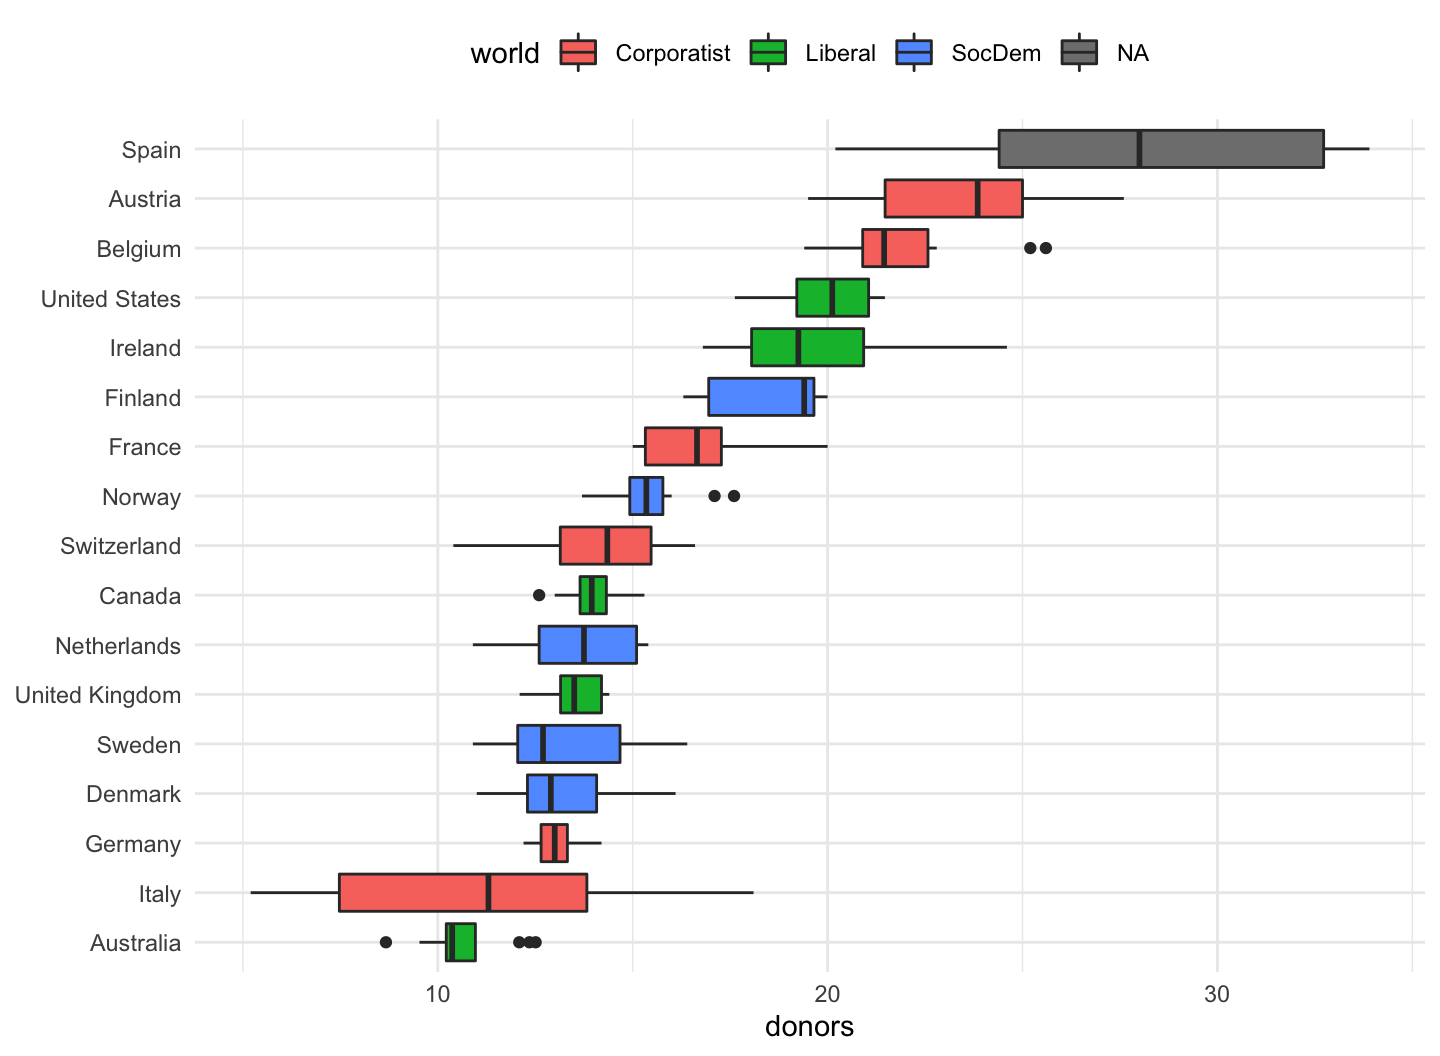 world Corporatist Liberal SocDem NA
Spain
Austria
Belgium
United States
Ireland
Finland
France
Norway
Switzerland
Canada
Netherlands
United Kingdom
Sweden
Denmark
Germany
Italy
Australia
10 20 30
donors